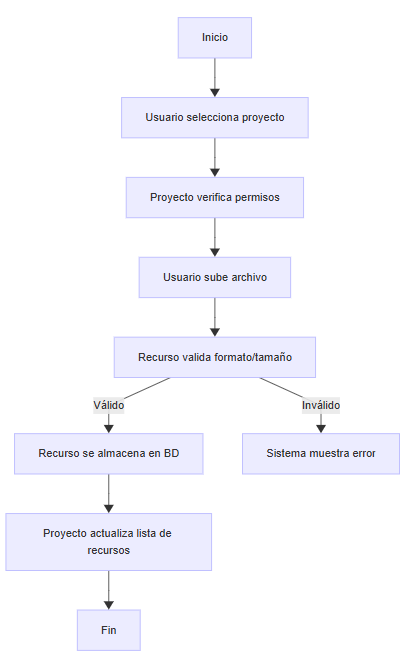 Inicio
Usuario selecciona proyecto
Proyecto verifica permisos
Usuario sube archivo
Recurso valida formato/tamaño
Válido
Inválido
Recurso se almacena en BD
Sistema muestra error
Proyecto actualiza lista de
recursos
Fin